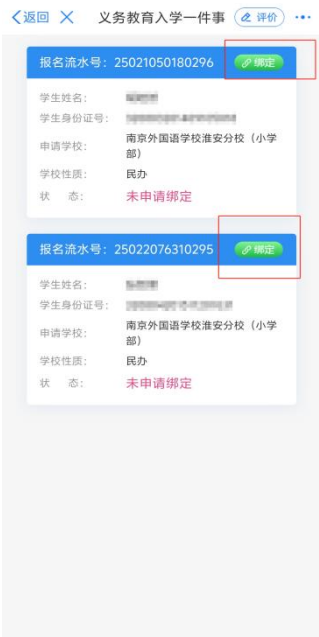 返回
义务教育入学一件事
评价
报名流水号：25021050180296
绑定
学生姓名：
学生身份证号：
申请学校：
南京外国语学校淮安分校（小学
部）
学校性质：
民办
状 态：
未申请绑定
报名流水号：25022076310295
绑定
学生姓名：
学生身份证号：
申请学校：
南京外国语学校淮安分校（小学
部）
学校性质：
民办
状 态：
未申请绑定